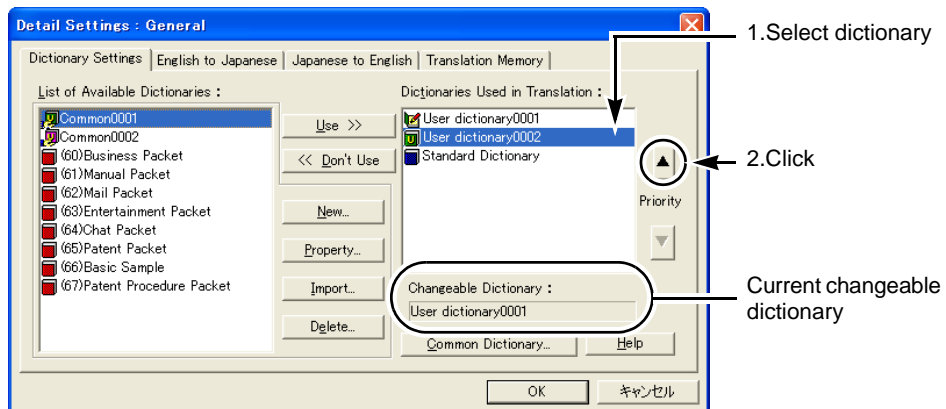 Detail Settings : General
Dictionary Settings
English to Japanese
Japanese to English
Translation Memory
List of Available Dictionaries :
Common0001
Common0002
(60)Business Packet
(61)Manual Packet
(62)Mail Packet
(63)Entertainment Packet
(64)Chat Packet
(65)Patent Packet
(66)Basic Sample
(67)Patent Procedure Packet
Use >>
<< Don't Use
New...
Property...
Import...
Delete...
Dictionaries Used in Translation :
User dictionary0001
User dictionary0002
Standard Dictionary
Priority
Changeable Dictionary :
User dictionary0001
Common Dictionary...
Help
OK
キャンセル
1.Select dictionary
2.Click
Current changeable
dictionary